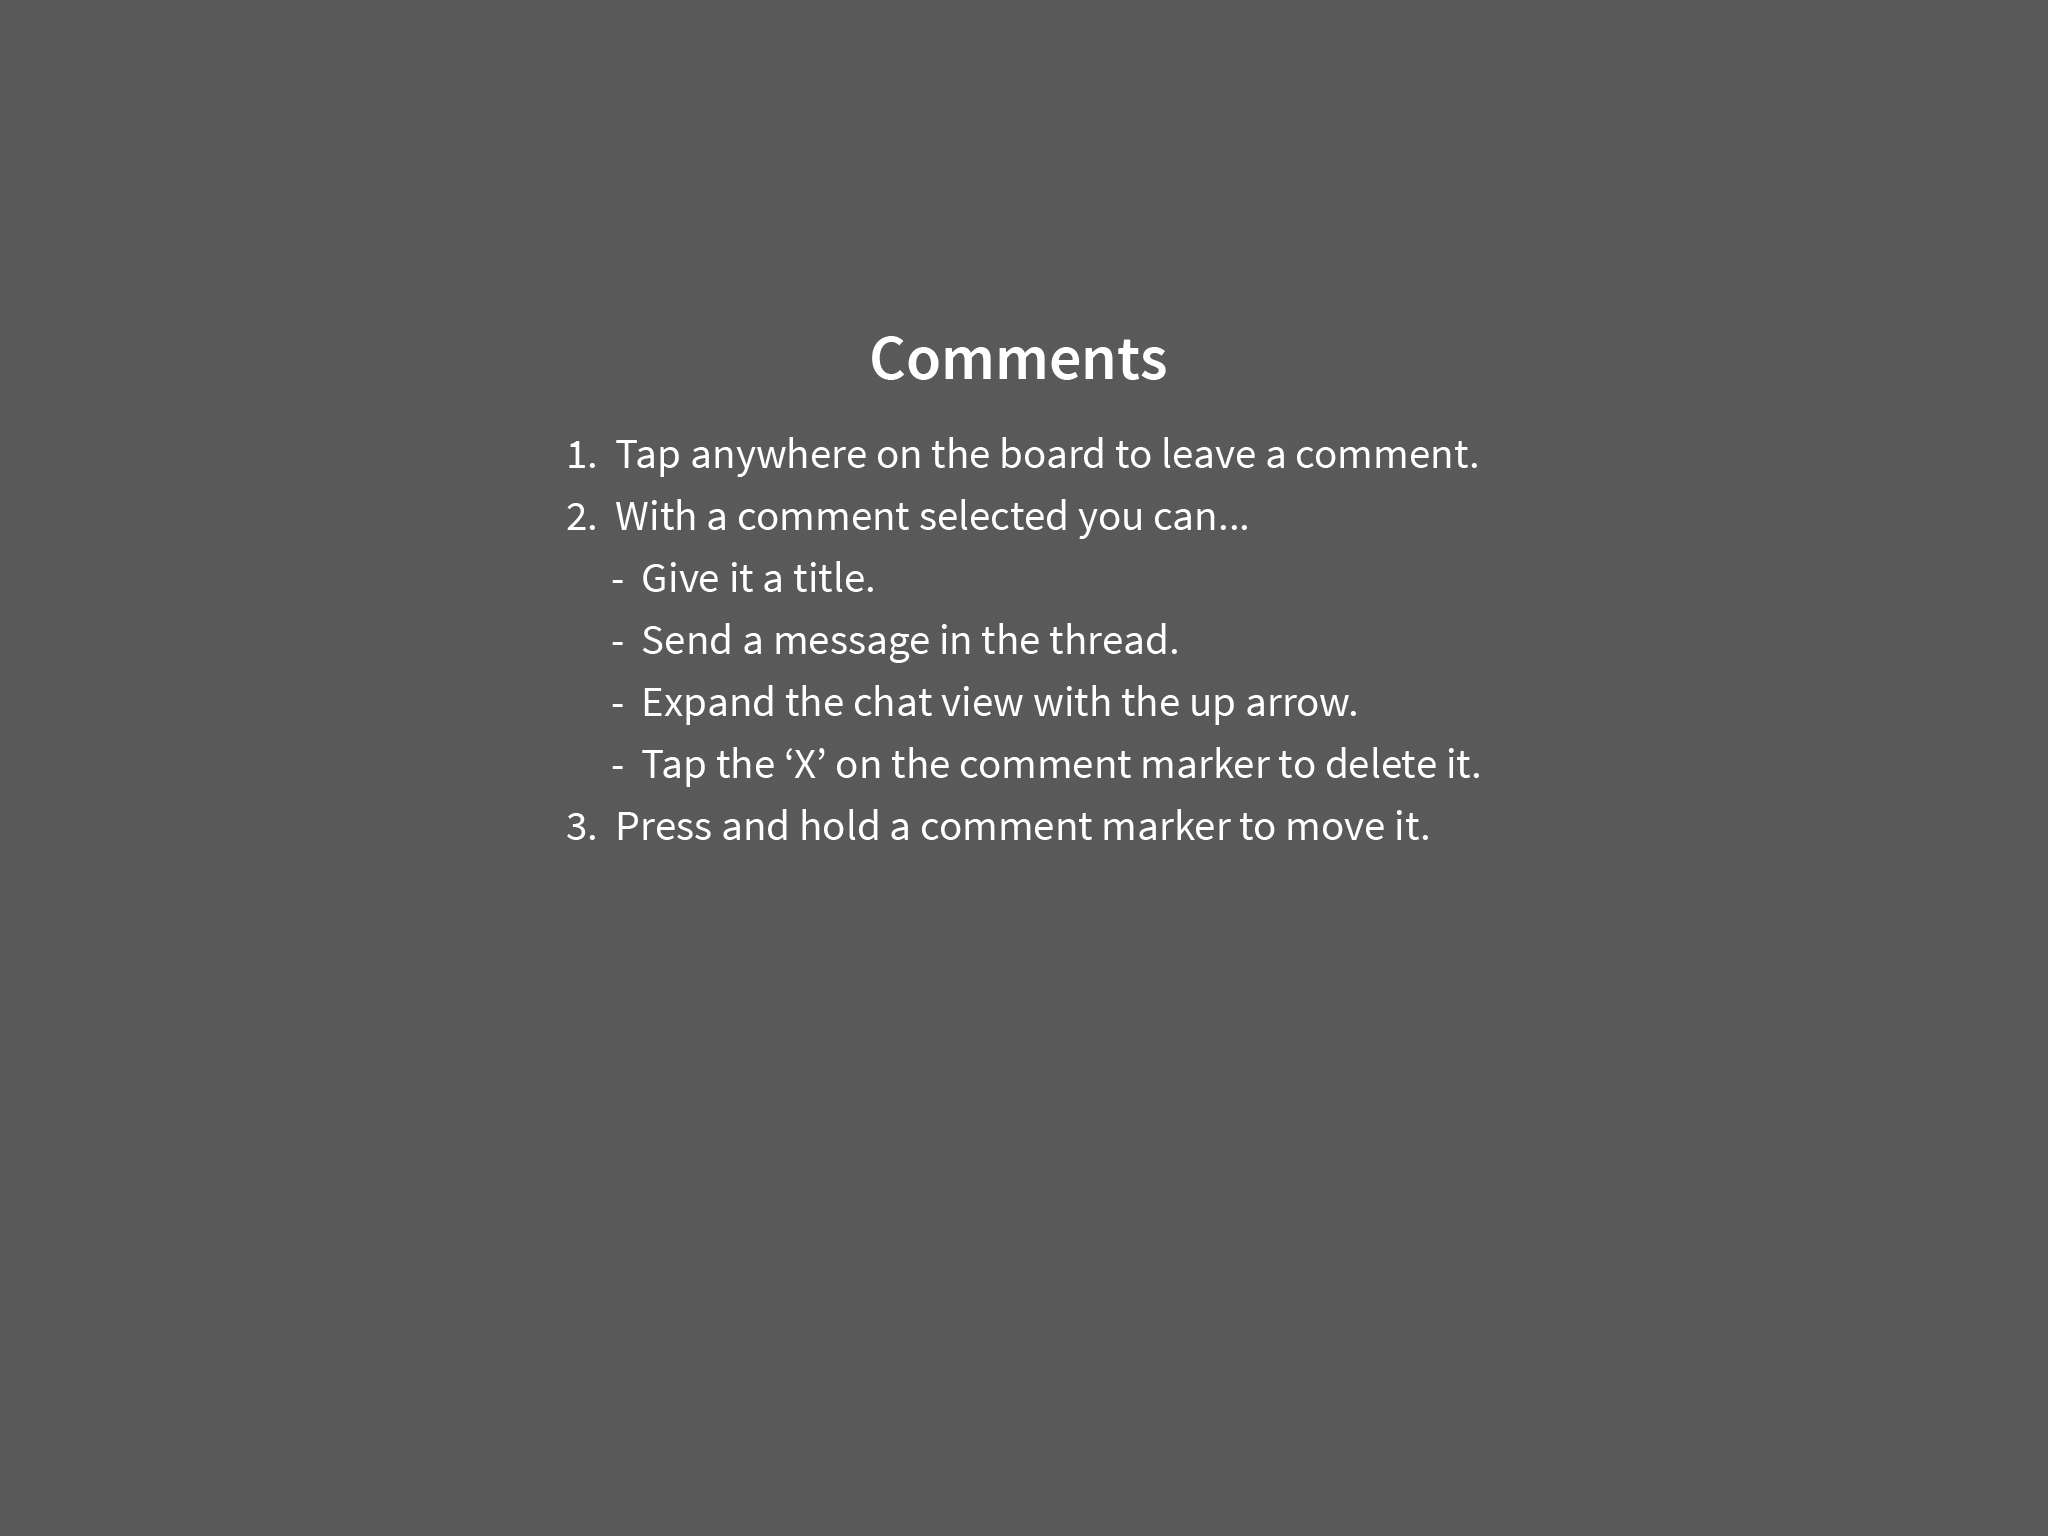 Comments
1. Tap anywhere on the board to leave a comment.
2. With a comment selected you can...
- Give it a title.
- Send a message in the thread.
- Expand the chat view with the up arrow.
- Tap the ‘X’ on the comment marker to delete it.
3. Press and hold a comment marker to move it.